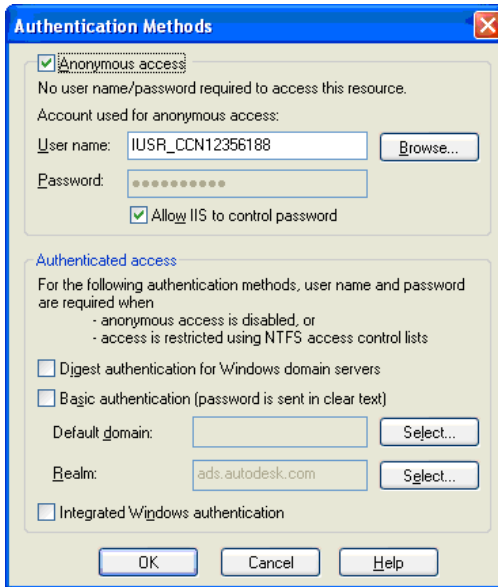 Authentication Methods
Anonymous access
No user name/password required to access this resource.
Account used for anonymous access:
User name: IUSR_CCN12356188 Browse...
Password:
Allow IIS to control password
Authenticated access
For the following authentication methods, user name and password
are required when
- anonymous access is disabled, or
- access is restricted using NTFS access control lists
Digest authentication for Windows domain servers
Basic authentication (password is sent in clear text)
Default domain: Select...
Realm: ads.autodesk.com Select...
Integrated Windows authentication
OK Cancel Help